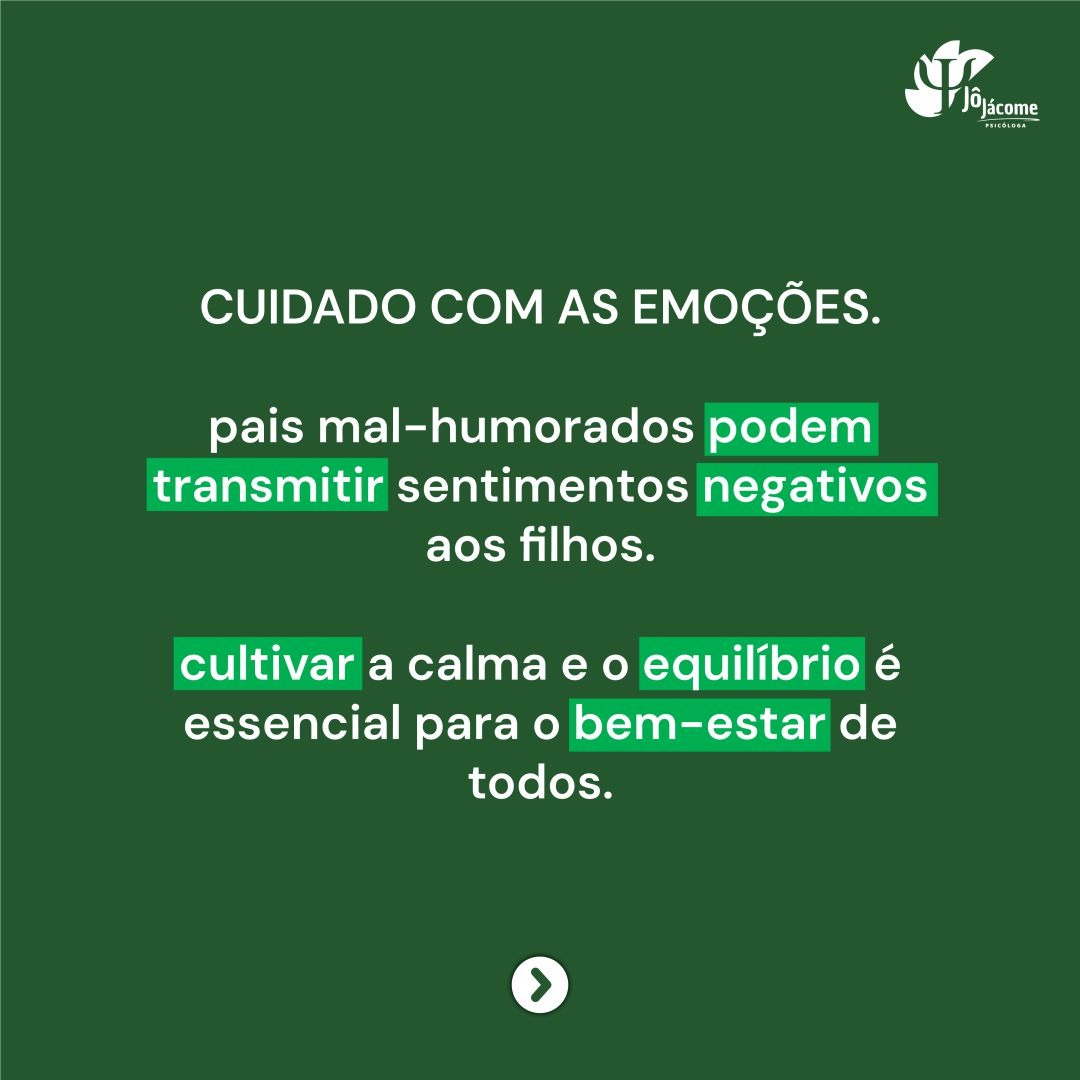 Jô
Jácome
PSICÓLOGA
CUIDADO COM AS EMOÇÕES.
pais mal-humorados podem
transmitir sentimentos negativos
aos filhos.
cultivar a calma e o equilíbrio é
essencial para o bem-estar de
todos.